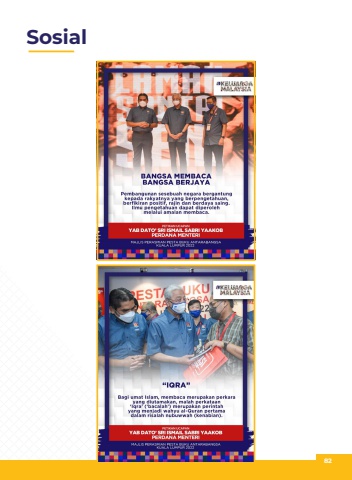 Sosial
#KELUARGA
MALAYSIA
BANGSA MEMBACA
BANGSA BERJAYA
Pembangunan sesebuah negara bergantung
kepada rakyatnya yang berpengetahuan,
berfikiran positif, rajin dan berdaya saing.
Ilmu pengetahuan dapat diperoleh
melalui amalan membaca.
PETIKAN UCAPAN
YAB DATO' SRI ISMAIL SABRI YAAKOB
PERDANA MENTERI
MAJLIS PERASMIAN PESTA BUKU ANTARABANGSA
KUALA LUMPUR 2022
#KELUARGA
MALAYSIA
PESTA BUKU
"IQRA"
Bagi umat Islam, membaca merupakan perkara
yang diutamakan, malah perkataan
'Iqra' ('bacalah') merupakan perintah
yang menjadi wahyu al-Quran pertama
dalam risalah nubuwwah (kenabian).
PETIKAN UCAPAN
YAB DATO' SRI ISMAIL SABRI YAAKOB
PERDANA MENTERI
MAJLIS PERASMIAN PESTA BUKU ANTARABANGSA
KUALA LUMPUR 2022
82